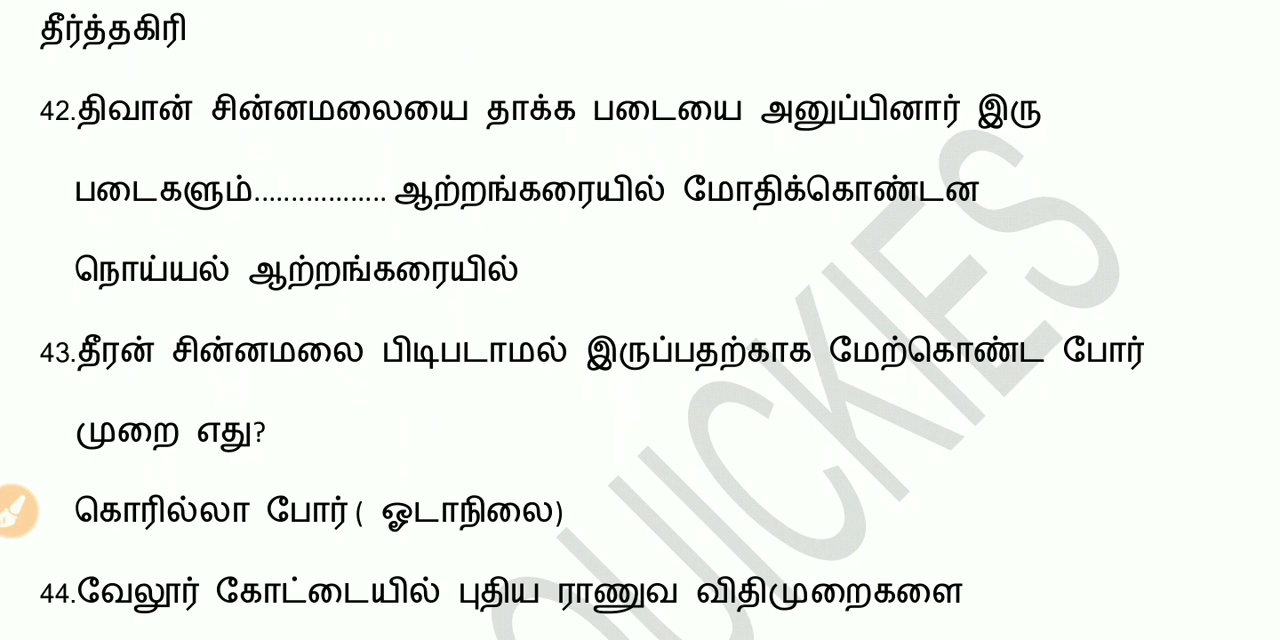 தீர்த்தகிரி
42.திவான் சின்னமலையை தாக்க படையை அனுப்பினார் இரு
படைகளும்.................. ஆற்றங்கரையில் மோதிக்கொண்டன
நொய்யல் ஆற்றங்கரையில்
43.தீரன் சின்னமலை பிடிபடாமல் இருப்பதற்காக மேற்கொண்ட போர்
முறை எது?
கொரில்லா போர் ( ஓடாநிலை)
44.வேலூர் கோட்டையில் புதிய ராணுவ விதிமுறைகளை
QUICKIES